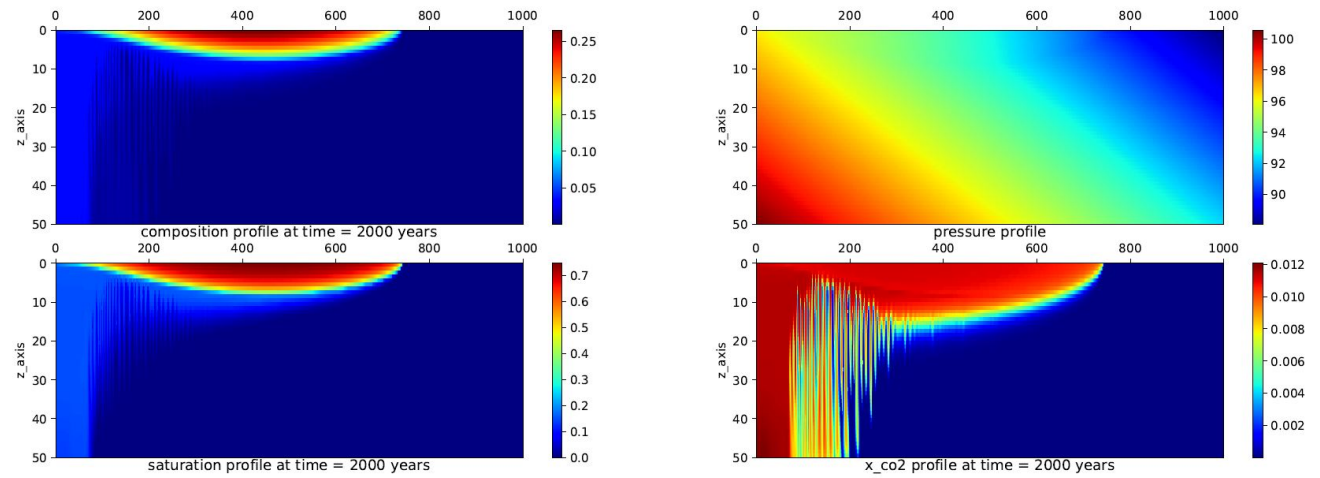 0 200 400 600 800 1000
0 10 20 30 40 50
z_axis
0.25 0.20 0.15 0.10 0.05
composition profile at time = 2000 years
0 200 400 600 800 1000
0 10 20 30 40 50
z_axis
100 98 96 94 92 90
pressure profile
0 200 400 600 800 1000
0 10 20 30 40 50
z_axis
0.7 0.6 0.5 0.4 0.3 0.2 0.1 0.0
saturation profile at time = 2000 years
0 200 400 600 800 1000
0 10 20 30 40 50
z_axis
0.012 0.010 0.008 0.006 0.004 0.002
x_co2 profile at time = 2000 years